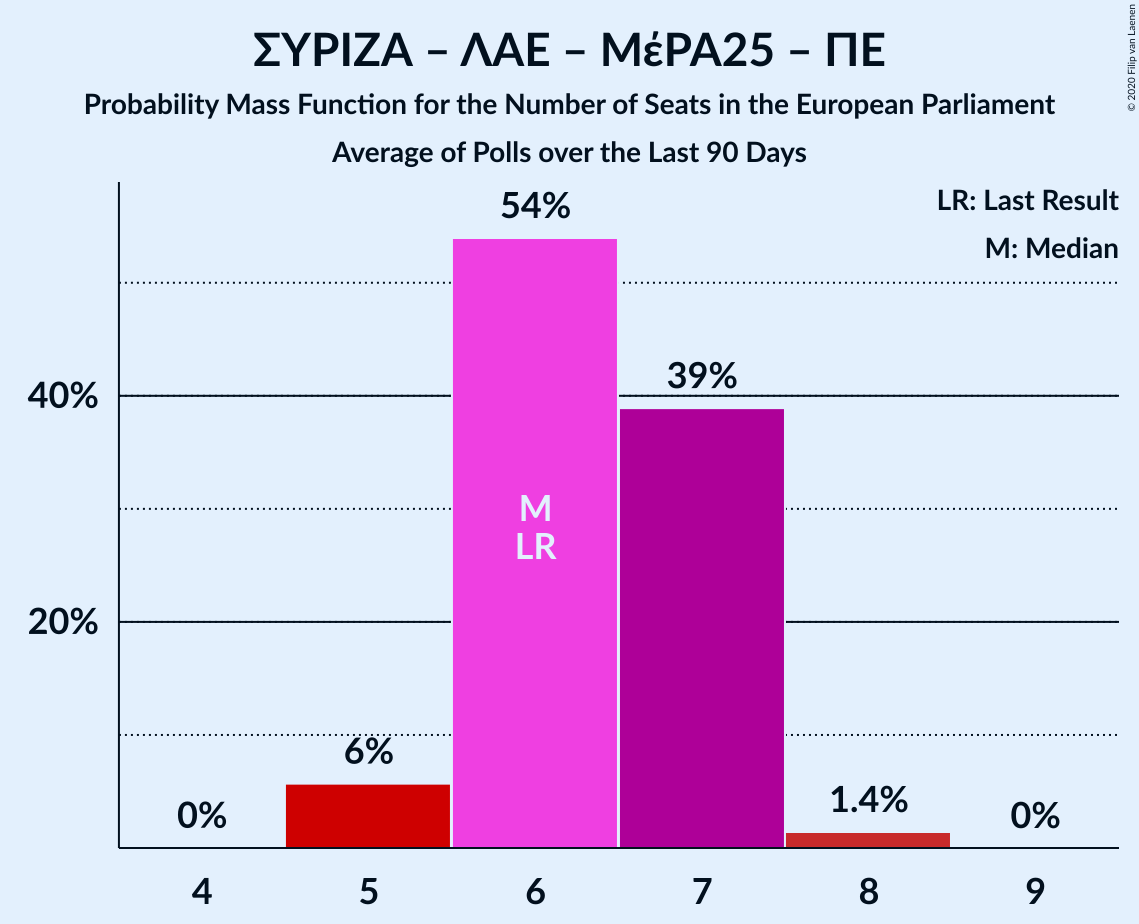 ΣΥΡΙΖΑ – ΛΑΕ – ΜέΡΑ25 – ΠΕ
Probability Mass Function for the Number of Seats in the European Parliament
Average of Polls over the Last 90 Days
© 2020 Filip van Laenen
LR: Last Result
M: Median
54%
39%
40%
M
LR
20%
6%
1.4%
0%
0%
4 5 6 7 8 9